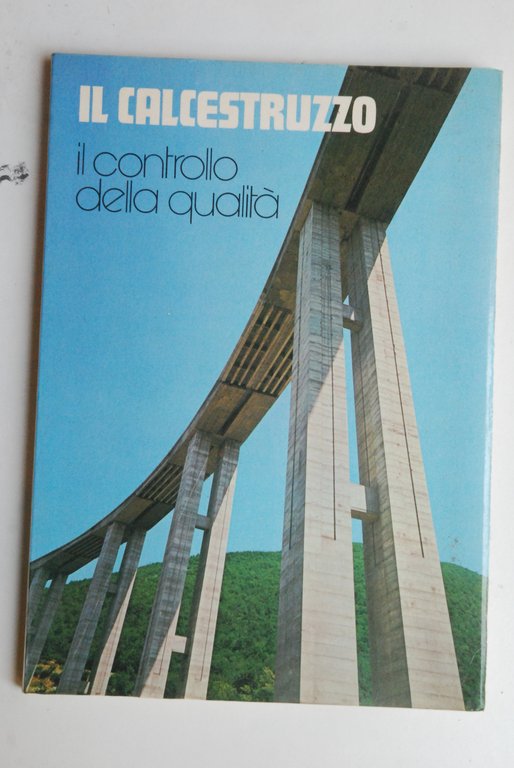 IL CALCESTRUZZO
il controllo
della qualità